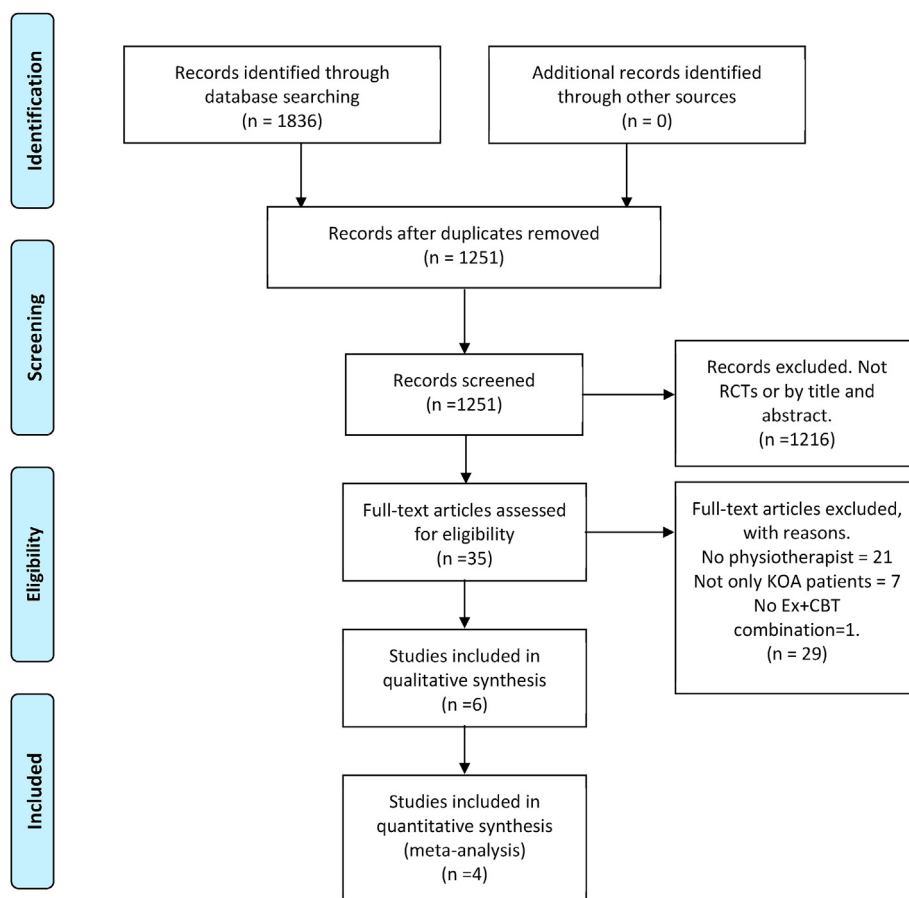 Identification
Records identified through
database searching
(n = 1836)
Additional records identified
through other sources
(n = 0)
Records after duplicates removed
(n = 1251)
Screening
Records screened
(n =1251)
Records excluded. Not
RCTs or by title and
abstract.
(n =1216)
Eligibility
Full-text articles assessed
for eligibility
(n =35)
Full-text articles excluded,
with reasons.
No physiotherapist = 21
Not only KOA patients = 7
No Ex+CBT
combination=1.
(n = 29)
Studies included in
qualitative synthesis
(n =6)
Included
Studies included in
quantitative synthesis
(meta-analysis)
(n =4)